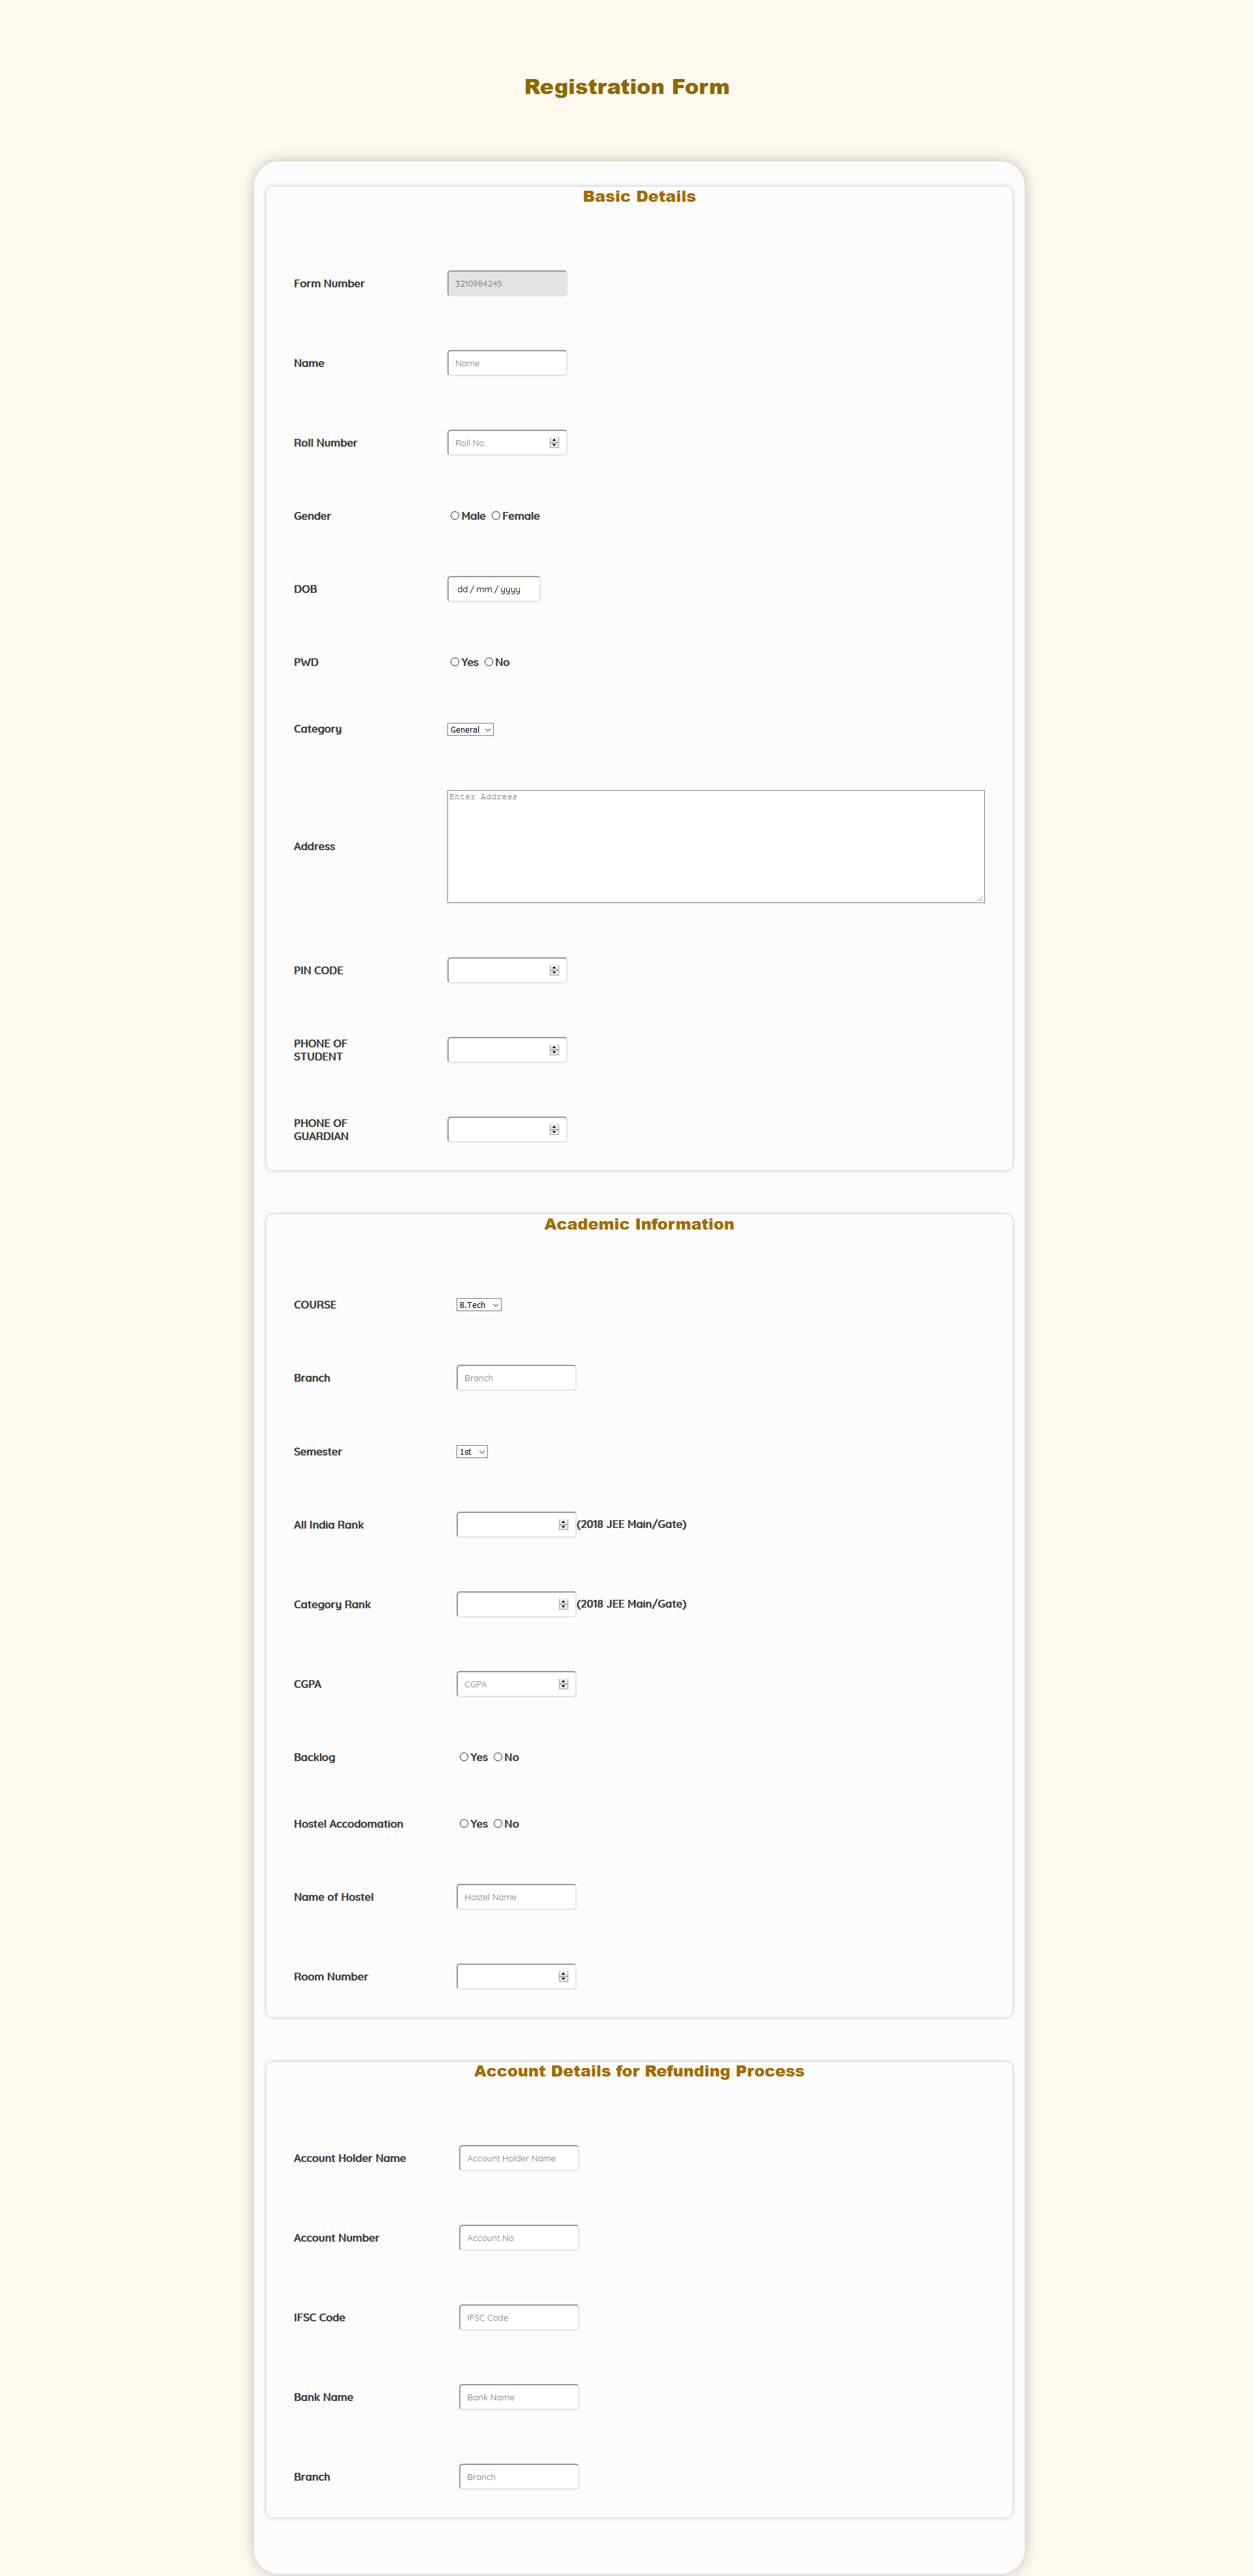 Registration Form
Basic Details
Form Number 3210984245
Name Name
Roll Number Roll No.
Gender Male Female
DOB dd / mm / yyyy
PWD Yes No
Category General
Enter Address
Address
PIN CODE
PHONE OF
STUDENT
PHONE OF
GUARDIAN
Academic Information
COURSE B.Tech
Branch Branch
Semester 1st
All India Rank (2018 JEE Main/Gate)
Category Rank (2018 JEE Main/Gate)
CGPA CGPA
Backlog Yes No
Hostel Accodomation Yes No
Name of Hostel Hostel Name
Room Number
Account Details for Refunding Process
Account Holder Name Account Holder Name
Account Number Account No.
IFSC Code IFSC Code
Bank Name Bank Name
Branch Branch